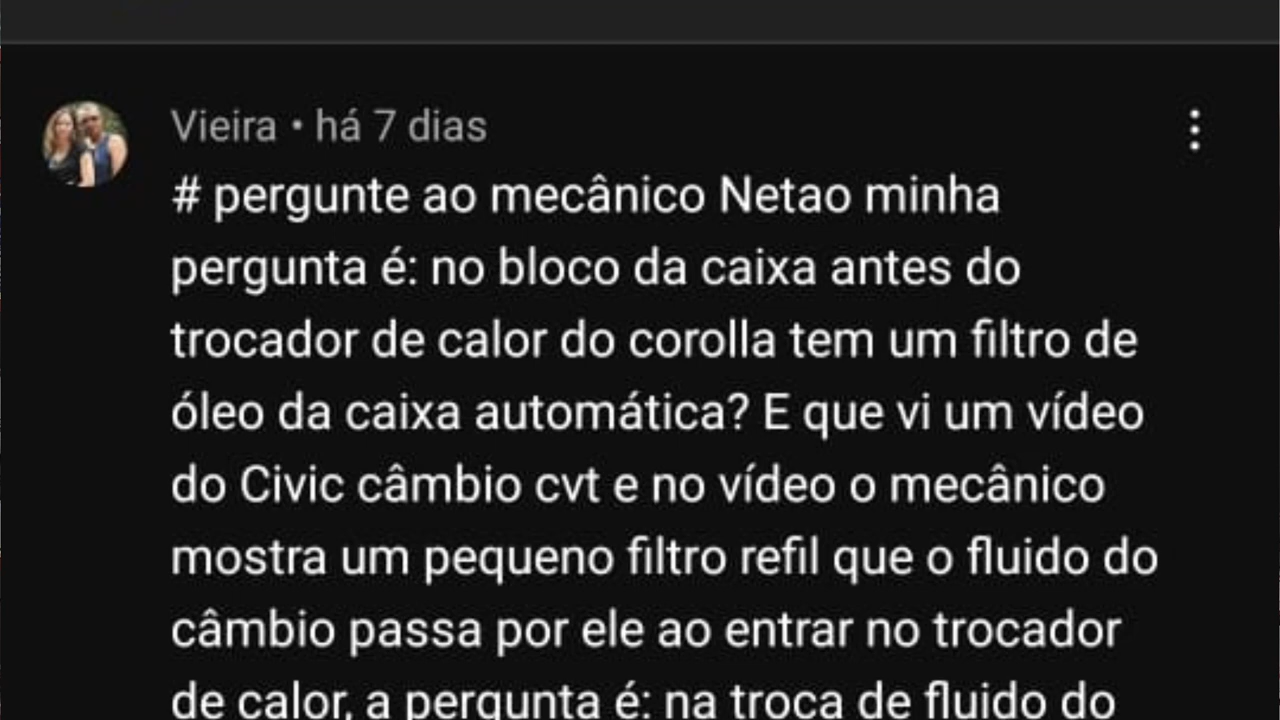 Vieira • há 7 dias
# pergunte ao mecânico Netao minha
pergunta é: no bloco da caixa antes do
trocador de calor do corolla tem um filtro de
óleo da caixa automática? E que vi um vídeo
do Civic câmbio cvt e no vídeo o mecânico
mostra um pequeno filtro refil que o fluido do
câmbio passa por ele ao entrar no trocador
de calor, a pergunta é: na troca de fluido do